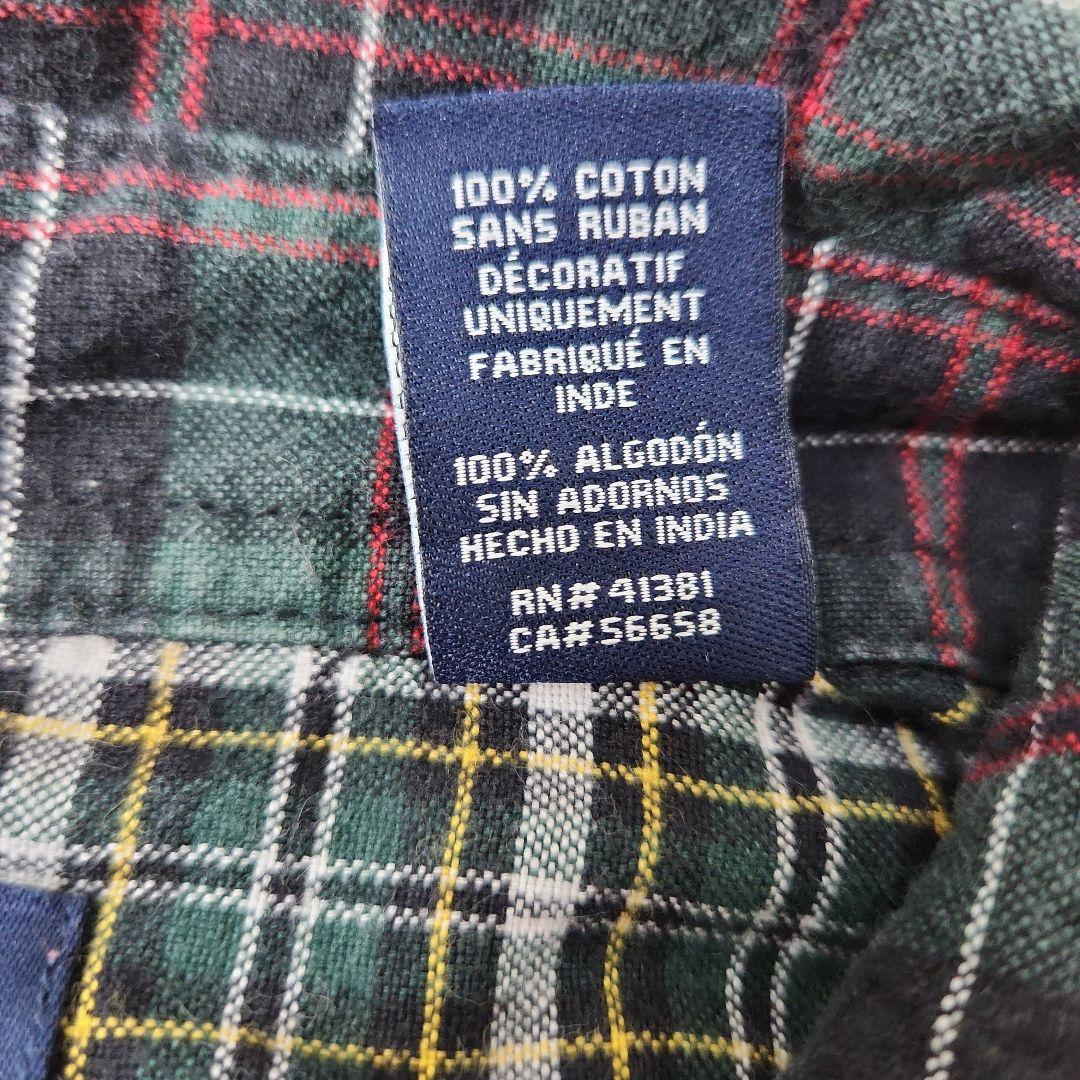 100% COTON
SANS RUBAN
DÉCORATIF
UNIQUEMENT
FABRIQUÉ EN
INDE
100% ALGODÓN
SIN ADORNOS
HECHO EN INDIA
RN# 41381
CA#56658